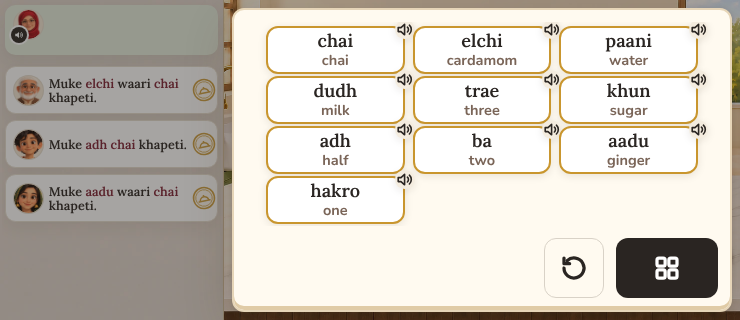 Muke elchi waari chai
khapeti.
Muke adh chai khapeti.
Muke aadu waari chai
khapeti.
chai
chai
elchi
cardamom
paani
water
dudh
milk
trae
three
khun
sugar
adh
half
ba
two
aadu
ginger
hakro
one